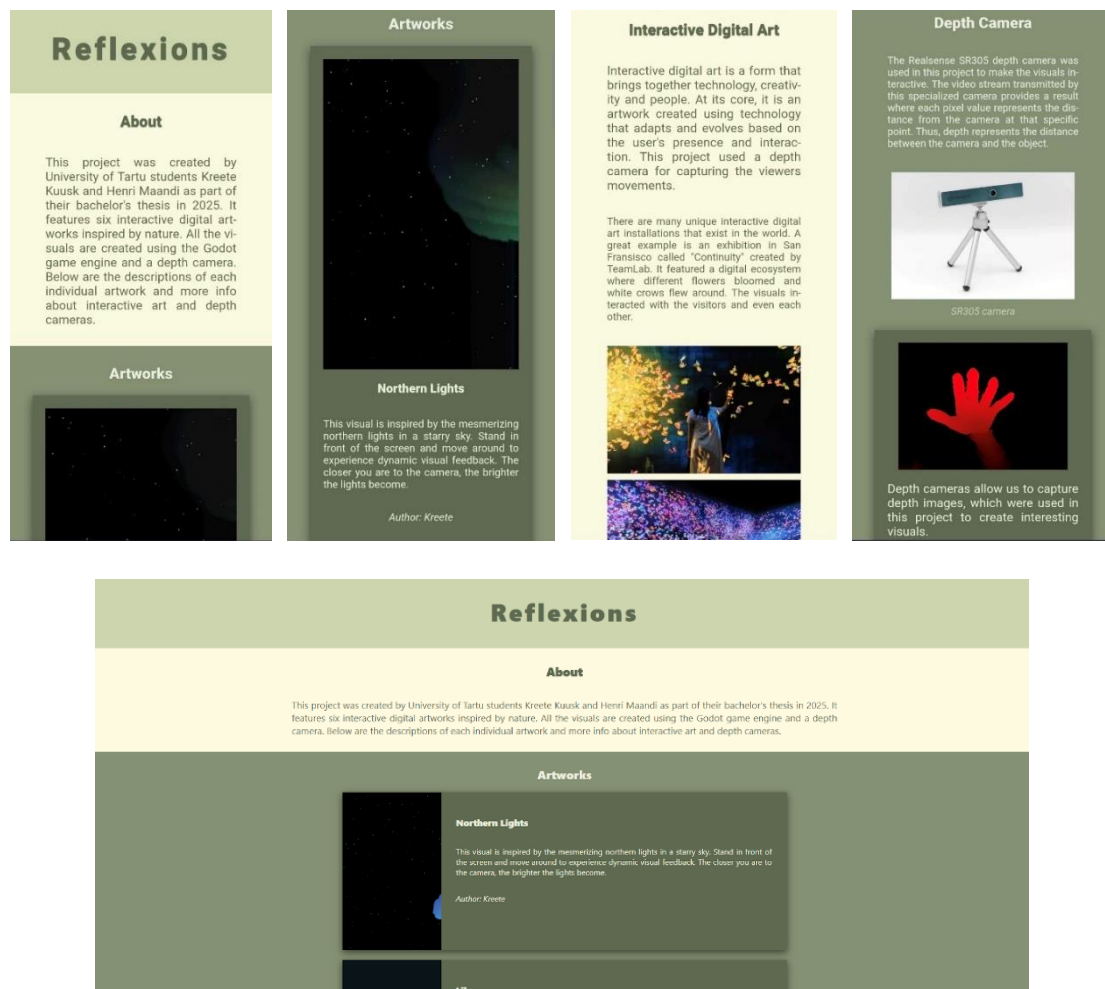 Reflexions
About
This project was created by
University of Tartu students Kreete
Kuusk and Henri Maandi as part of
their bachelor's thesis in 2025. It
features six interactive digital art-
works inspired by nature. All the vi-
suals are created using the Godot
game engine and a depth camera.
Below are the descriptions of each
individual artwork and more info
about interactive art and depth
cameras.
Artworks
Artworks
Northern Lights
This visual is inspired by the mesmerizing
northern lights in a starry sky. Stand in
front of the screen and move around to
experience dynamic visual feedback. The
closer you are to the camera, the brighter
the lights become.
Author: Kreete
Interactive Digital Art
Interactive digital art is a form that
brings together technology, creativ-
ity and people. At its core, it is an
artwork created using technology
that adapts and evolves based on
the user's presence and interac-
tion. This project used a depth
camera for capturing the viewers
movements.
There are many unique interactive digital
art installations that exist in the world. A
great example is an exhibition in San
Fransisco called "Continuity" created by
TeamLab. It featured a digital ecosystem
where different flowers bloomed and
white crows flew around. The visuals in-
teracted with the visitors and even each
other.
Depth Camera
The Realsense SR305 depth camera was
used in this project to make the visuals in-
teractive. The video stream transmitted by
this specialized camera provides a result
where each pixel value represents the dis-
tance from the camera at that specific
point. Thus, depth represents the distance
between the camera and the object.
SR305 camera
Depth cameras allow us to capture
depth images, which were used in
this project to create interesting
visuals.
Reflexions
About
This project was created by University of Tartu students Kreete Kuusk and Henri Maandi as part of their bachelor's thesis in 2025. It
features six interactive digital artworks inspired by nature. All the visuals are created using the Godot game engine and a depth
camera. Below are the descriptions of each individual artwork and more info about interactive art and depth cameras.
Artworks
Northern Lights
This visual is inspired by the mesmerizing northern lights in a starry sky. Stand in front of
the screen and move around to experience dynamic visual feedback. The closer you are to
the camera, the brighter the lights become.
Author: Kreete